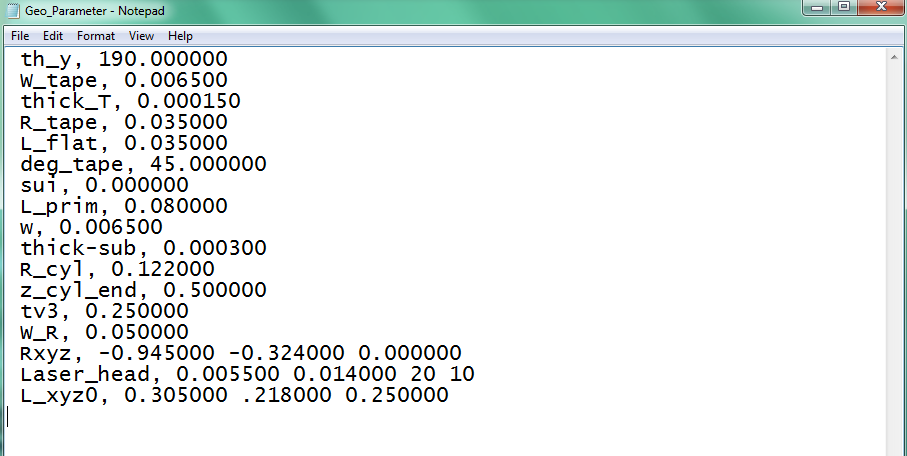 Geo_Parameter - Notepad
File Edit Format View Help
th_y, 190.000000
W_tape, 0.006500
thick_T, 0.000150
R_tape, 0.035000
L_flat, 0.035000
deg_tape, 45.000000
sui, 0.000000
L_prim, 0.080000
w, 0.006500
thick-sub, 0.000300
R_cyl, 0.122000
z_cyl_end, 0.500000
tv3, 0.250000
W_R, 0.050000
Rxyz, -0.945000 -0.324000 0.000000
Laser_head, 0.005500 0.014000 20 10
L_xyz0, 0.305000 .218000 0.250000